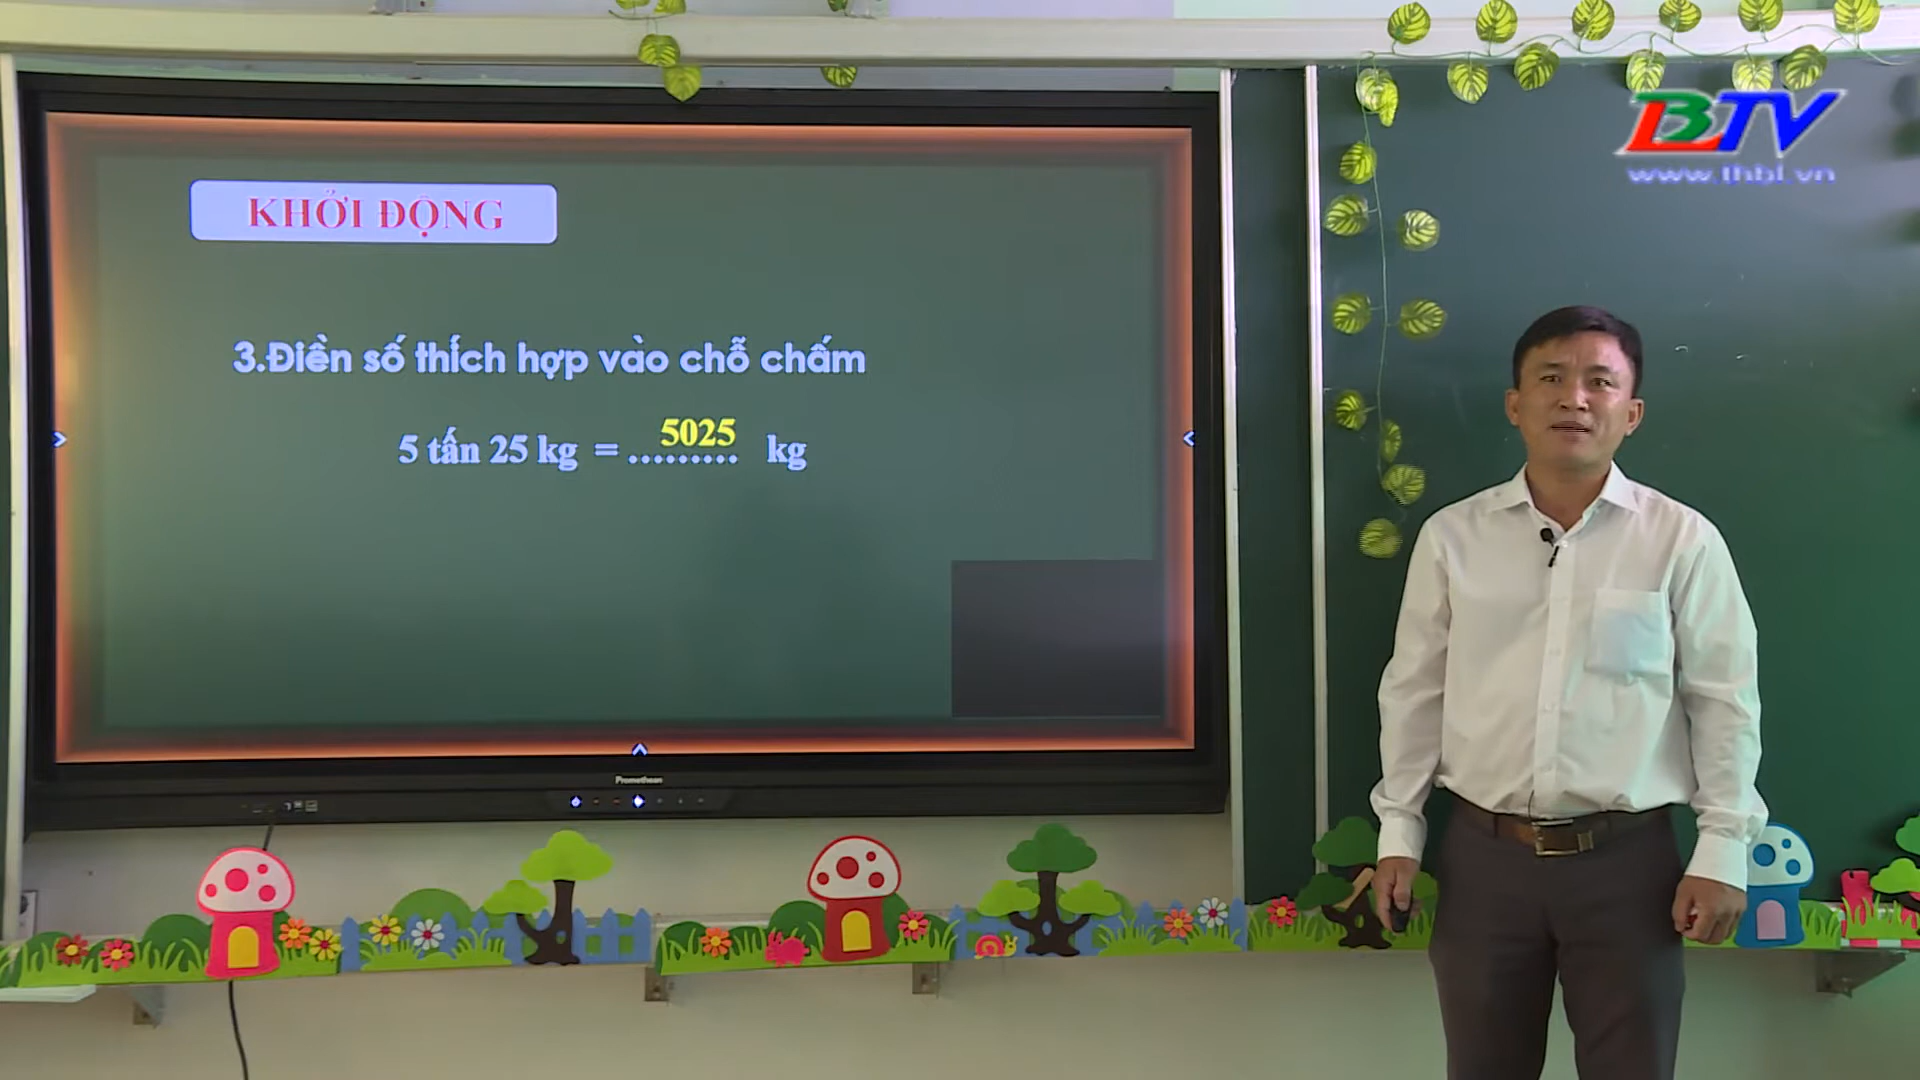 BTV
www.thbl.vn
KHỞI ĐỘNG
3.Điền số thích hợp vào chỗ chấm
5 tấn 25 kg = ......... kg
5025
Promethean